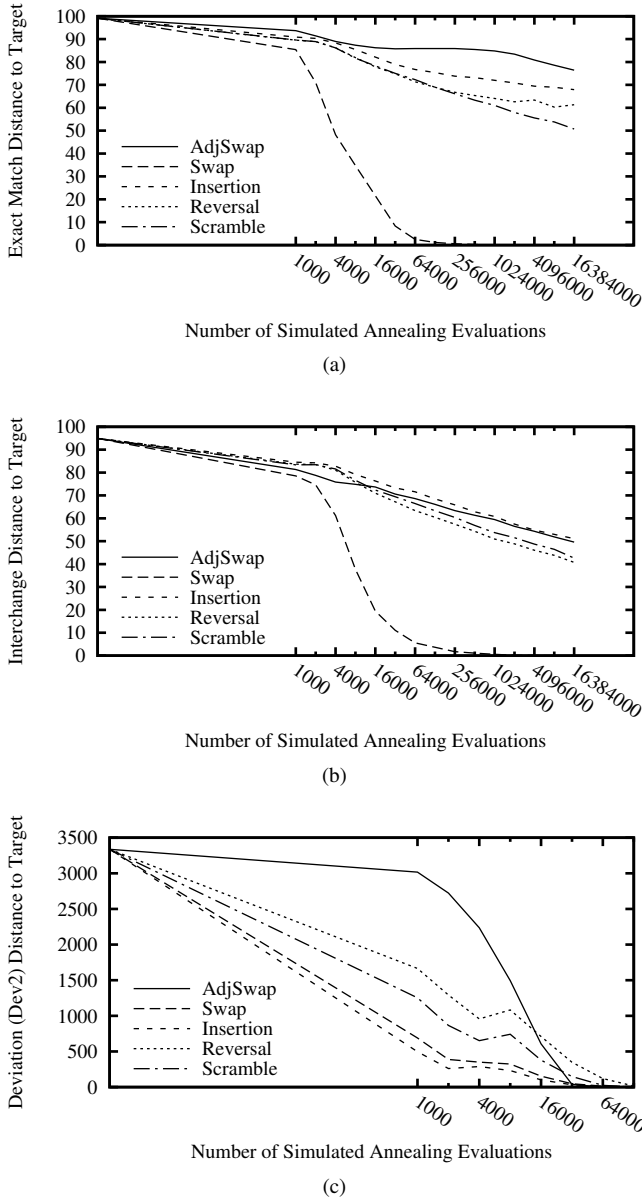 Exact Match Distance to Target
100
90
80
70
60
50
40
30
20
10
0
AdjSwap
Swap
Insertion
Reversal
Scramble
1000
4000
16000
64000
256000
1024000
4096000
16384000
Number of Simulated Annealing Evaluations
(a)
Interchange Distance to Target
100
90
80
70
60
50
40
30
20
10
0
AdjSwap
Swap
Insertion
Reversal
Scramble
1000
4000
16000
64000
256000
1024000
4096000
16384000
Number of Simulated Annealing Evaluations
(b)
Deviation (Dev2) Distance to Target
3500
3000
2500
2000
1500
1000
500
0
AdjSwap
Swap
Insertion
Reversal
Scramble
1000
4000
16000
64000
Number of Simulated Annealing Evaluations
(c)